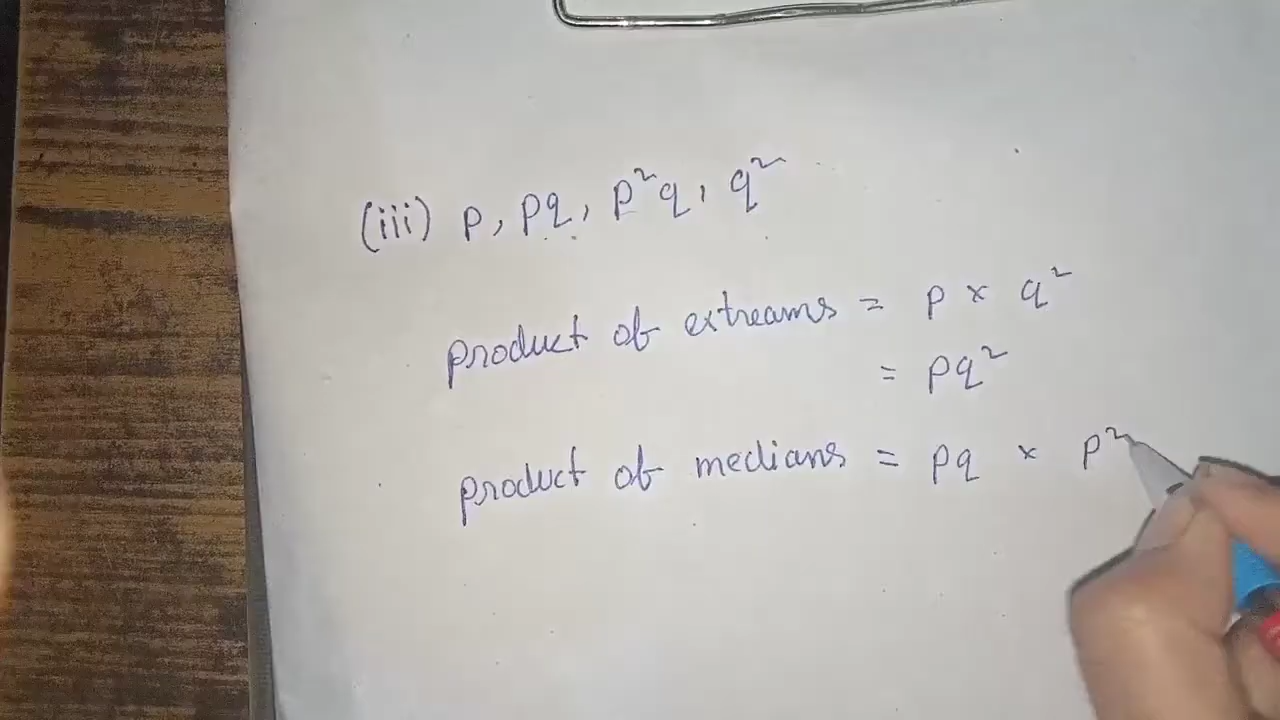 (iii) p, pq, p²q, q²
product of extreams = p × q²
= pq²
product of medians = pq × p²